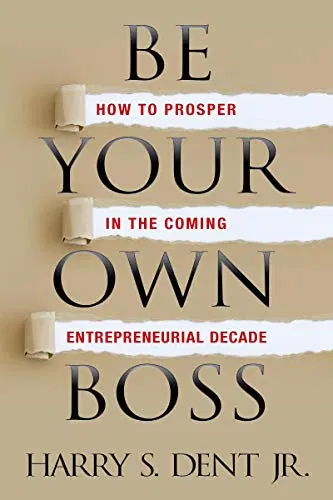 BE
HOW TO PROSPER
YOUR
IN THE COMING
OWN
ENTREPRENEURIAL DECADE
BOSS
HARRY S. DENT JR.